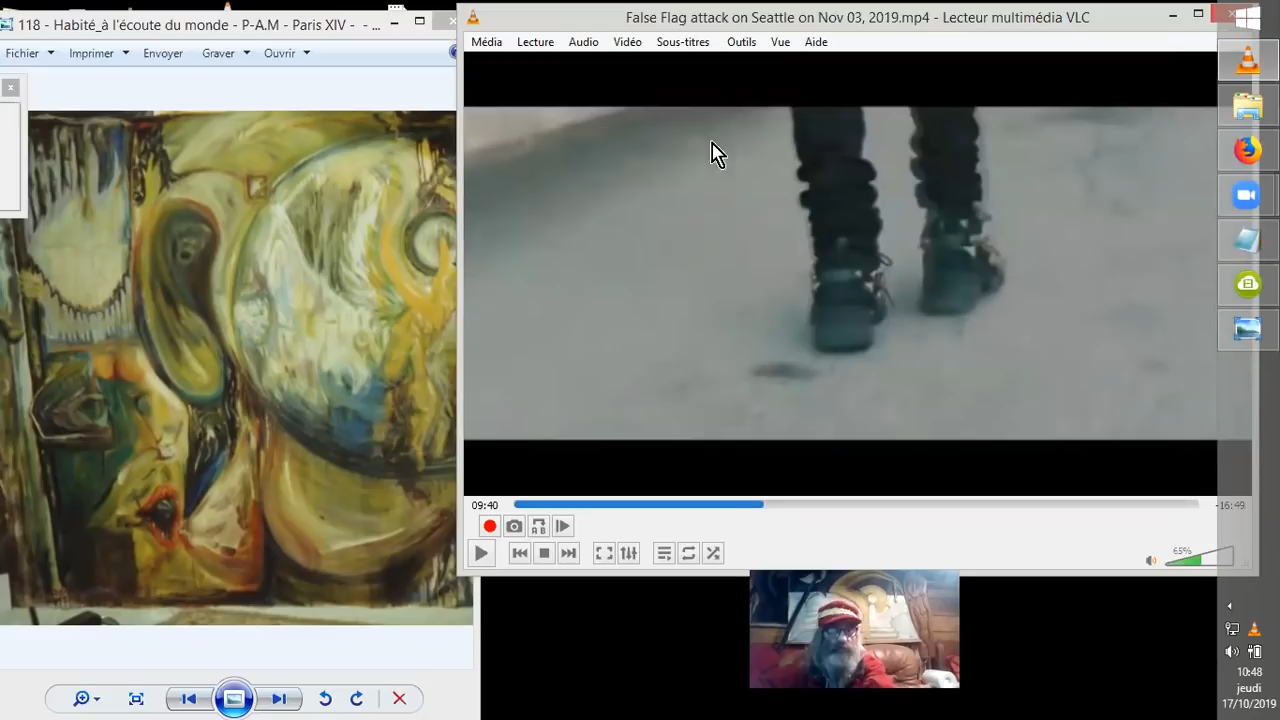 118 - Habité_à l'écoute du monde - P-A-M - Paris XIV - - ...
Fichier Imprimer Envoyer Graver Ouvrir
x
False Flag attack on Seattle on Nov 03, 2019.mp4 - Lecteur multimédia VLC
Média Lecture Audio Vidéo Sous-titres Outils Vue Aide
09:40
-16:49
A B
65%
10:48
jeudi
17/10/2019